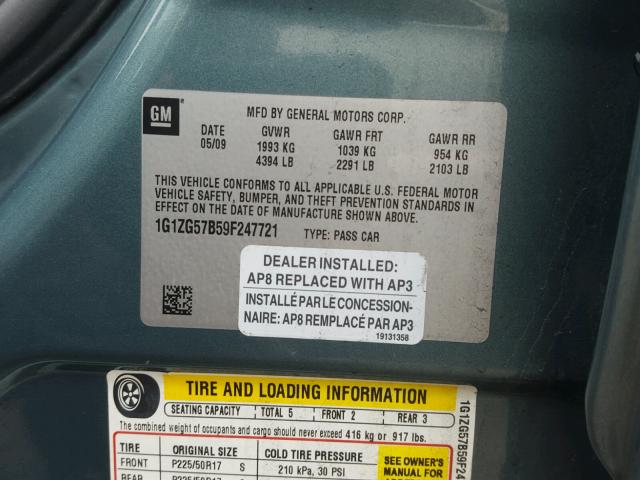 GM
MFD BY GENERAL MOTORS CORP.
DATE GVWR GAWR FRT GAWR RR
05/09 1993 KG 1039 KG 954 KG
4394 LB 2291 LB 2103 LB
THIS VEHICLE CONFORMS TO ALL APPLICABLE U.S. FEDERAL MOTOR
VEHICLE SAFETY, BUMPER, AND THEFT PREVENTION STANDARDS IN
EFFECT ON THE DATE OF MANUFACTURE SHOWN ABOVE.
1G1ZG57B59F247721 TYPE: PASS CAR
DEALER INSTALLED:
AP8 REPLACED WITH AP3
INSTALLÉ PAR LE CONCESSION-
NAIRE: AP8 REMPLACÉ PAR AP3
19131358
TIRE AND LOADING INFORMATION
SEATING CAPACITY TOTAL 5 FRONT 2 REAR 3
The combined weight of occupants and cargo should never exceed 416 kg or 917 lbs.
TIRE ORIGINAL SIZE COLD TIRE PRESSURE
FRONT P225/50R17 S 210 kPa, 30 PSI
REAR P225/50R17 S
SEE OWNER'S
MANUAL FOR
1G1ZG57B59F24